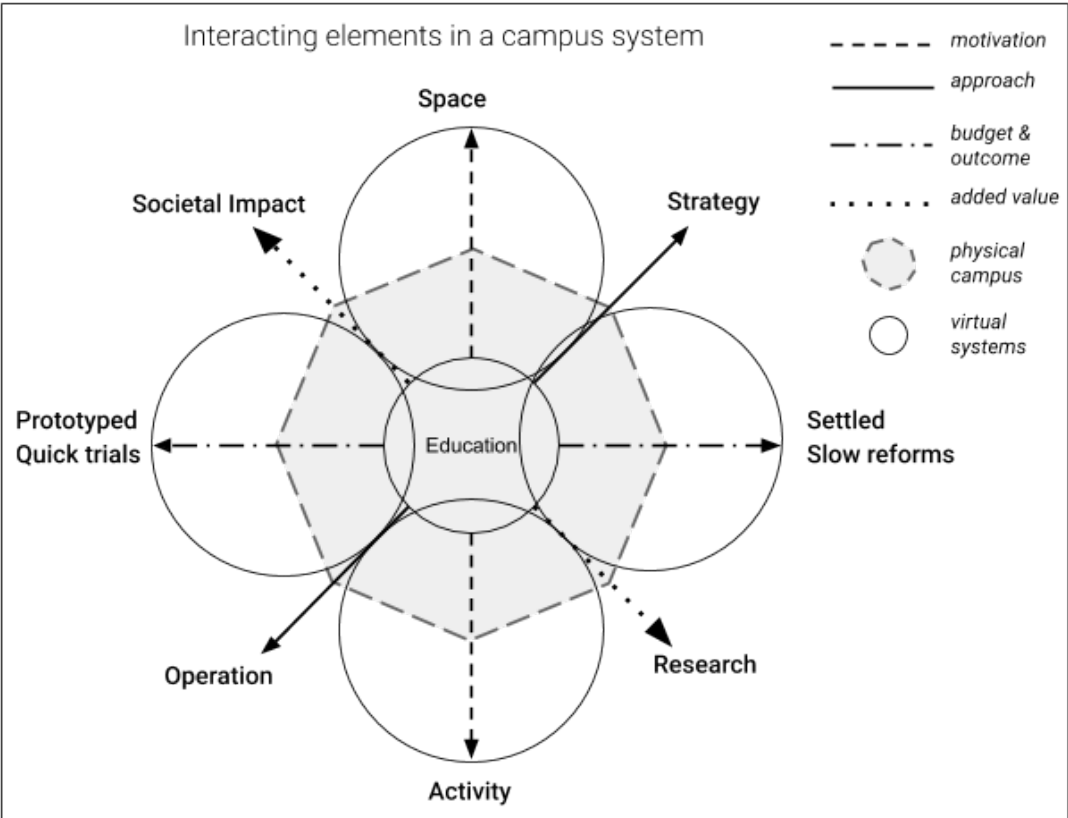 Interacting elements in a campus system
motivation
approach
budget &
outcome
added value
physical
campus
virtual
systems
Space
Societal Impact
Strategy
Prototyped
Quick trials
Education
Settled
Slow reforms
Operation
Research
Activity